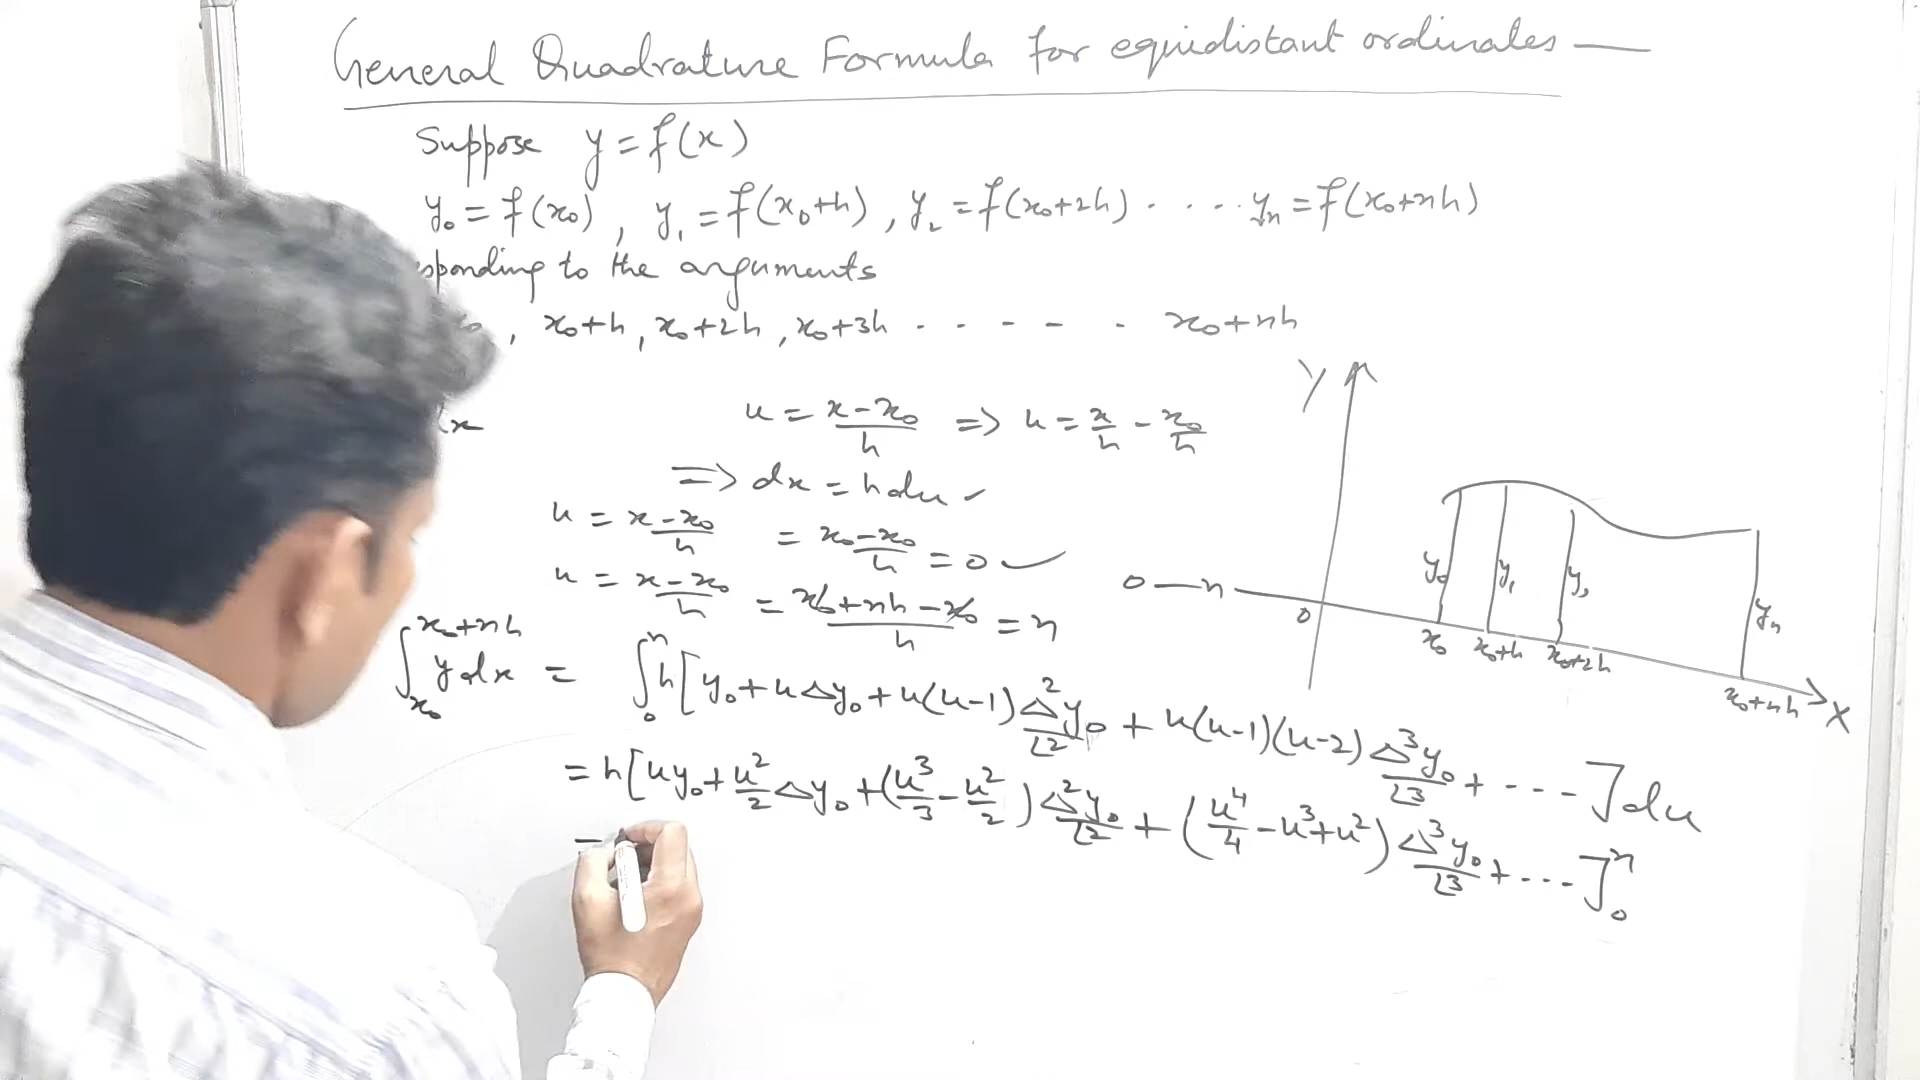 General Quadrature Formula for equidistant ordinates —
Suppose y = f(x)
y₀ = f(x₀), y₁ = f(x₀+h), y₂ = f(x₀+2h) . . . . . yₙ = f(x₀+nh)
sponding to the arguments
, x₀+h, x₀+2h, x₀+3h . . - - . x₀+nh
u = (x-x₀)/h => u = x/h - x₀/h
x
=> dx = h du ✓
u = (x-x₀)/h = (x₀-x₀)/h = 0 ✓
u = (x-x₀)/h = (x₀+nh-x₀)/h = n
0 — n
Y
0
y₀ y₁ y₂ yₙ
x₀ x₀+h x₀+2h x₀+nh X
∫_{x₀}^{x₀+nh} y dx = ∫₀ⁿ h[y₀ + uΔy₀ + u(u-1) Δ²y₀/⌊2 + u(u-1)(u-2) Δ³y₀/⌊3 + ---- ] du
= h[uy₀ + u²/2 Δy₀ + (u³/3 - u²/2) Δ²y₀/⌊2 + (u⁴/4 - u³ + u²) Δ³y₀/⌊3 + ... - ]₀ⁿ
=